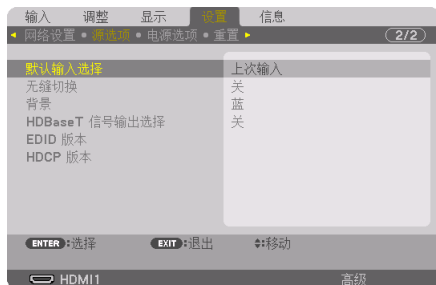 输入 调整 显示 设置 信息
网络设置 • 源选项 • 电源选项 • 重置 2/2
默认输入选择 上次输入
无缝切换 关
背景 蓝
HDBaseT 信号输出选择 关
EDID 版本
HDCP 版本
ENTER:选择 EXIT:退出 :移动
HDMI1 高级